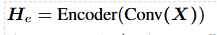 H_e = Encoder(Conv(X))